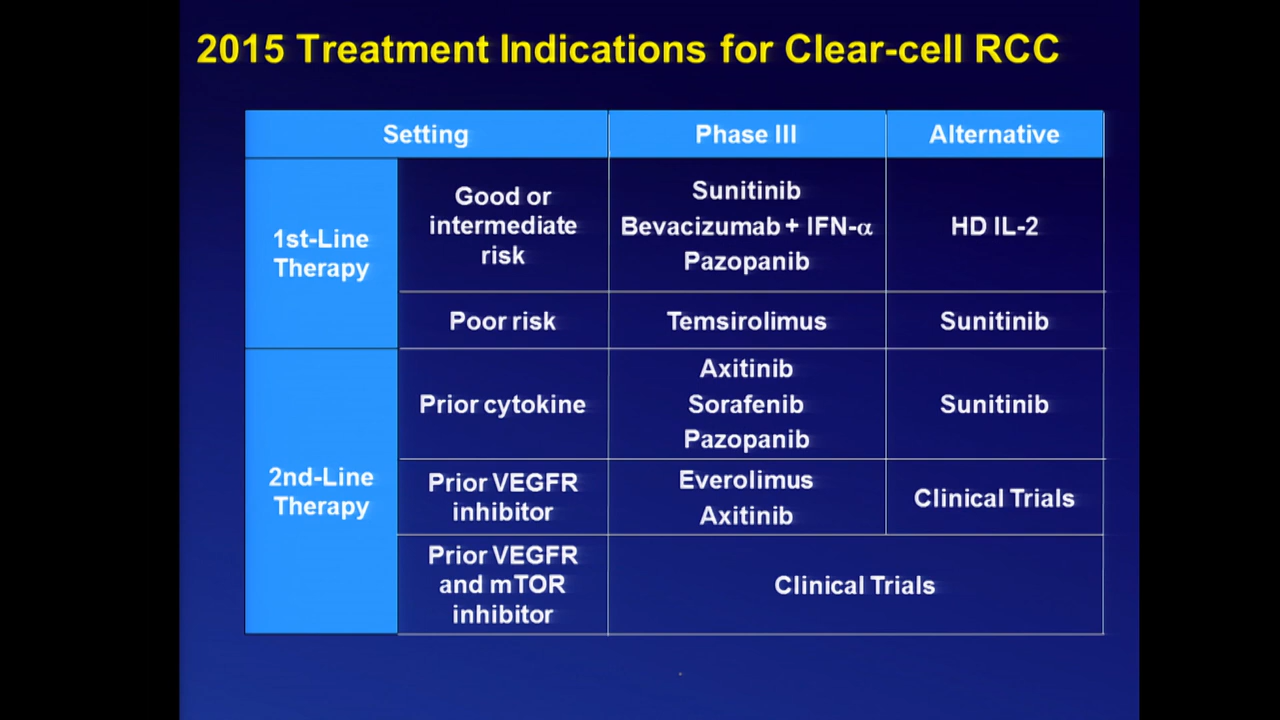 2015 Treatment Indications for Clear-cell RCC
Setting
Phase III
Alternative
1st-Line
Therapy
Good or
intermediate
risk
Sunitinib
Bevacizumab + IFN-α
Pazopanib
HD IL-2
Poor risk
Temsirolimus
Sunitinib
2nd-Line
Therapy
Prior cytokine
Axitinib
Sorafenib
Pazopanib
Sunitinib
Prior VEGFR
inhibitor
Everolimus
Axitinib
Clinical Trials
Prior VEGFR
and mTOR
inhibitor
Clinical Trials